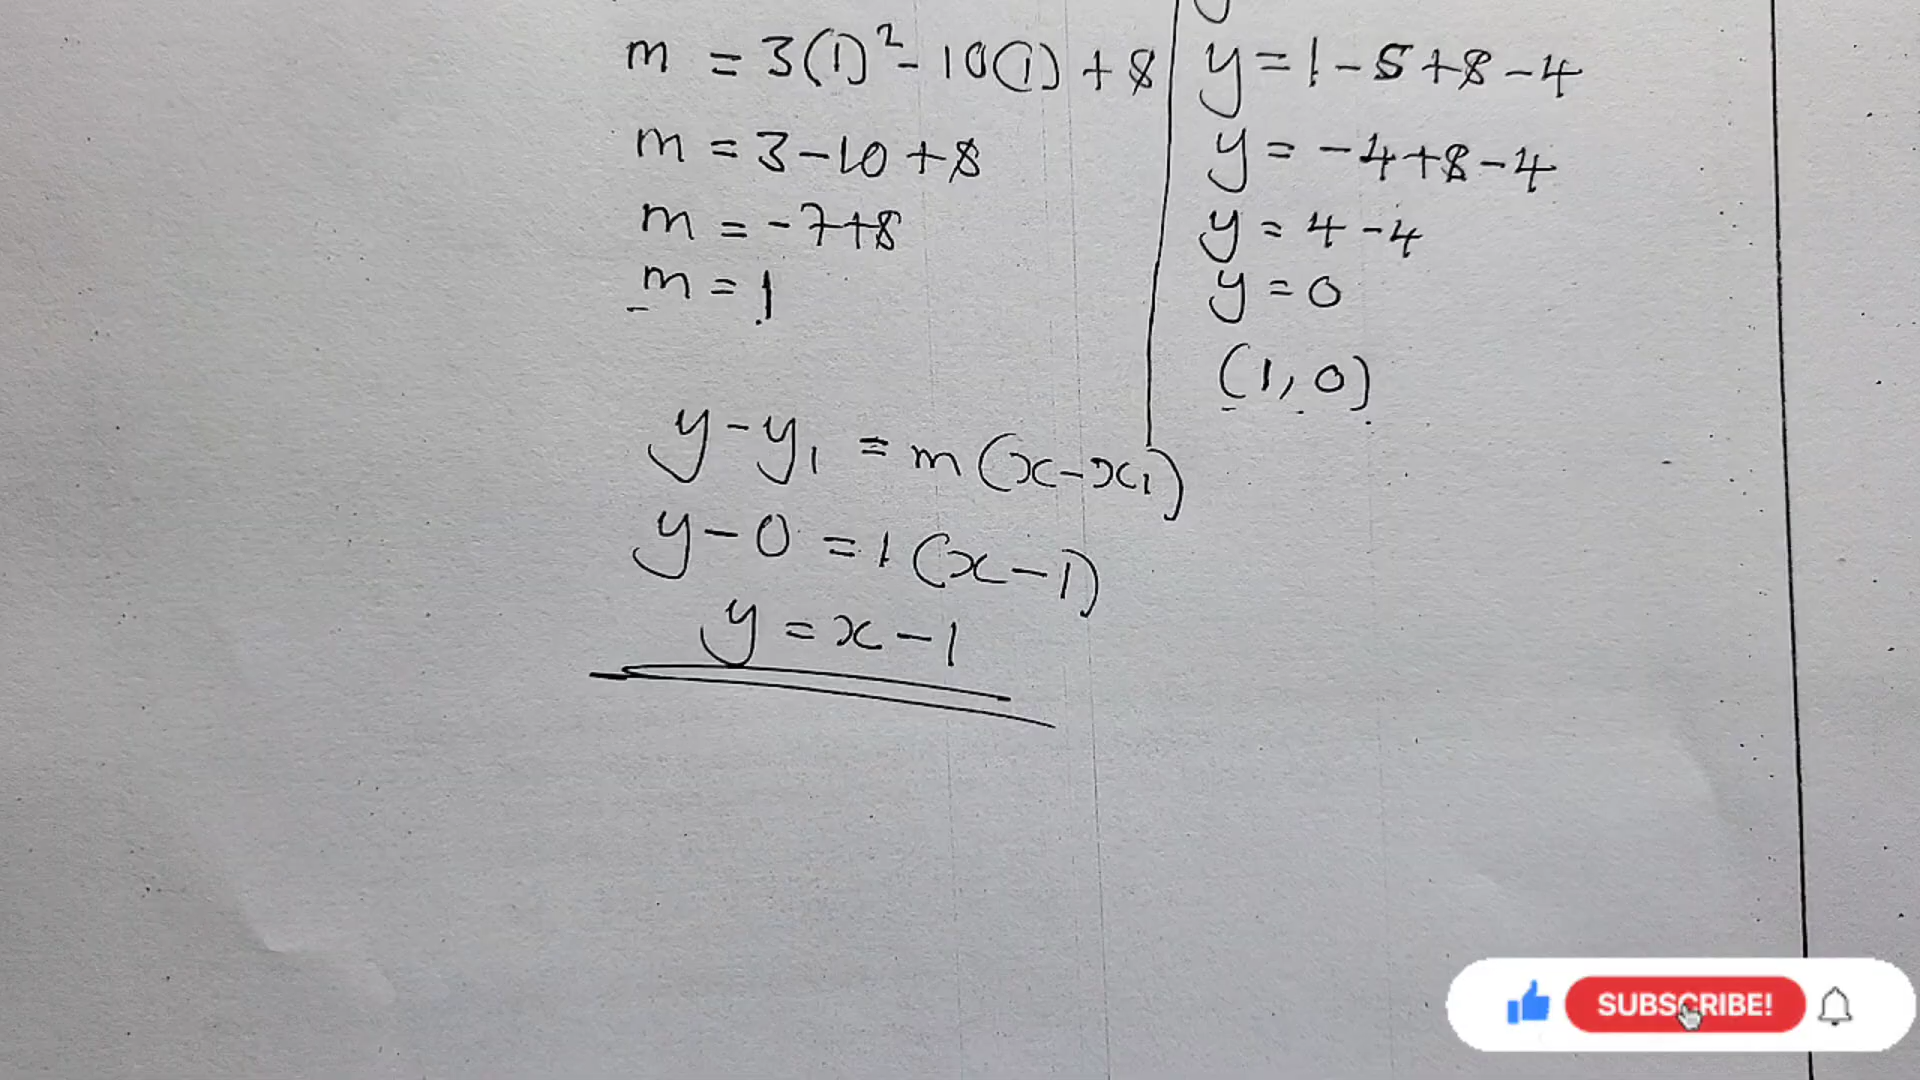 m = 3(1)² - 10(1) + 8
m = 3 - 10 + 8
m = -7 + 8
m = 1
y = 1 - 5 + 8 - 4
y = -4 + 8 - 4
y = 4 - 4
y = 0
(1, 0)
y - y₁ = m(x - x₁)
y - 0 = 1(x - 1)
y = x - 1
SUBSCRIBE!